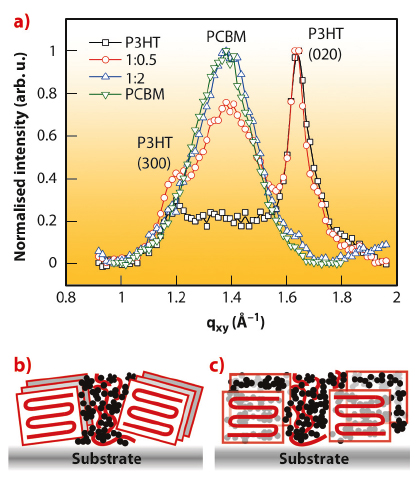 a)
P3HT
1:0.5
1:2
PCBM
PCBM
P3HT
(020)
P3HT
(300)
Normalised intensity (arb. u.)
1
0.8
0.6
0.4
0.2
0
0.8
1
1.2
1.4
1.6
1.8
2
qxy (Å–1)
b)
c)
Substrate
Substrate